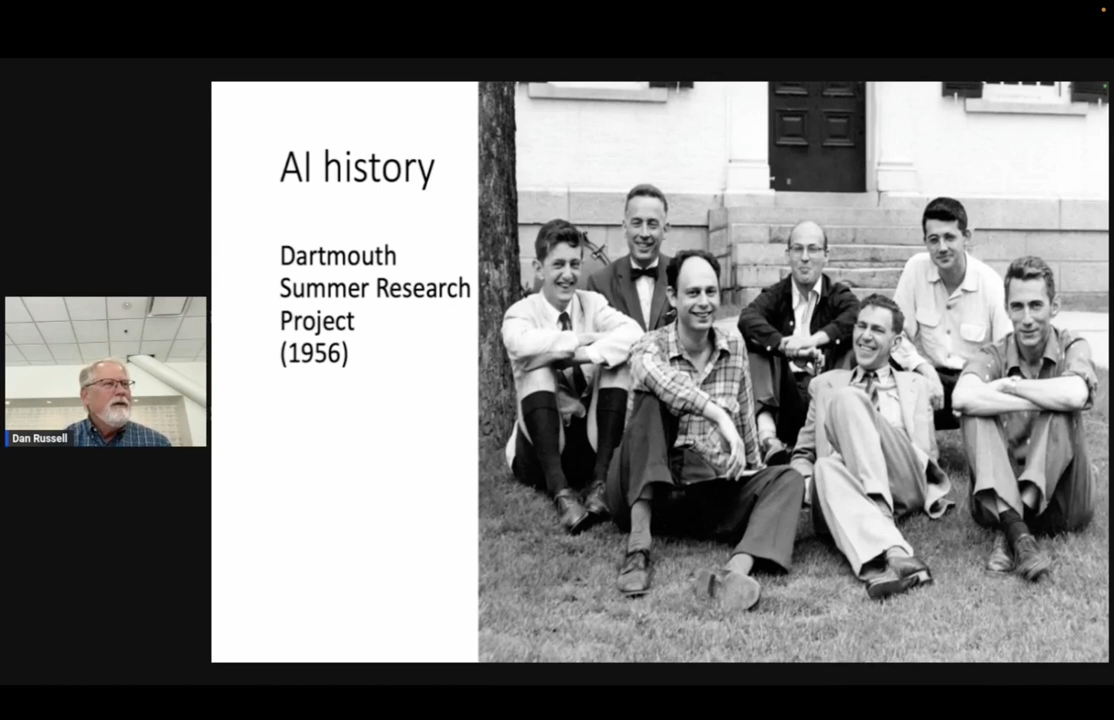 AI history
Dartmouth
Summer Research
Project
(1956)
Dan Russell